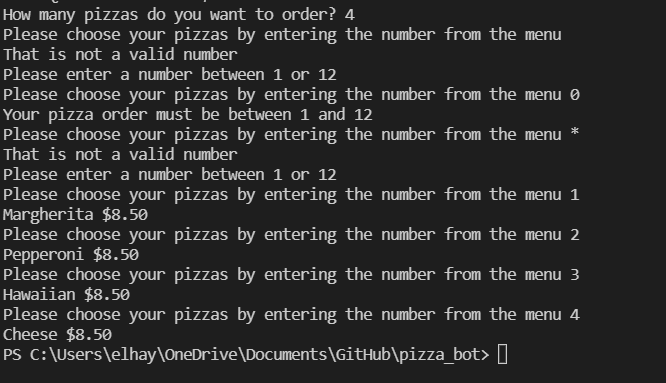 How many pizzas do you want to order? 4
Please choose your pizzas by entering the number from the menu
That is not a valid number
Please enter a number between 1 or 12
Please choose your pizzas by entering the number from the menu 0
Your pizza order must be between 1 and 12
Please choose your pizzas by entering the number from the menu *
That is not a valid number
Please enter a number between 1 or 12
Please choose your pizzas by entering the number from the menu 1
Margherita $8.50
Please choose your pizzas by entering the number from the menu 2
Pepperoni $8.50
Please choose your pizzas by entering the number from the menu 3
Hawaiian $8.50
Please choose your pizzas by entering the number from the menu 4
Cheese $8.50
PS C:\Users\elhay\OneDrive\Documents\GitHub\pizza_bot>